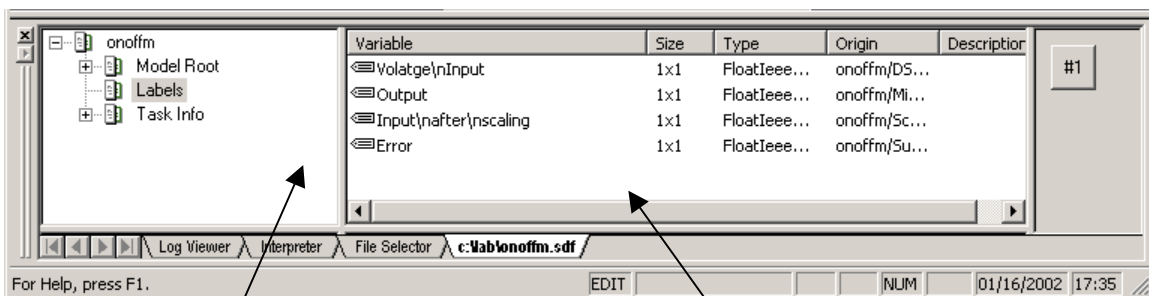 onoffm
Model Root
Labels
Task Info
Variable Size Type Origin Description
Volatge\nInput 1x1 FloatIeee... onoffm/DS...
Output 1x1 FloatIeee... onoffm/Mi...
Input\nafter\nscaling 1x1 FloatIeee... onoffm/Sc...
Error 1x1 FloatIeee... onoffm/Su...
#1
Log Viewer Interpreter File Selector c:\lab\onoffm.sdf
For Help, press F1. EDIT NUM 01/16/2002 17:35